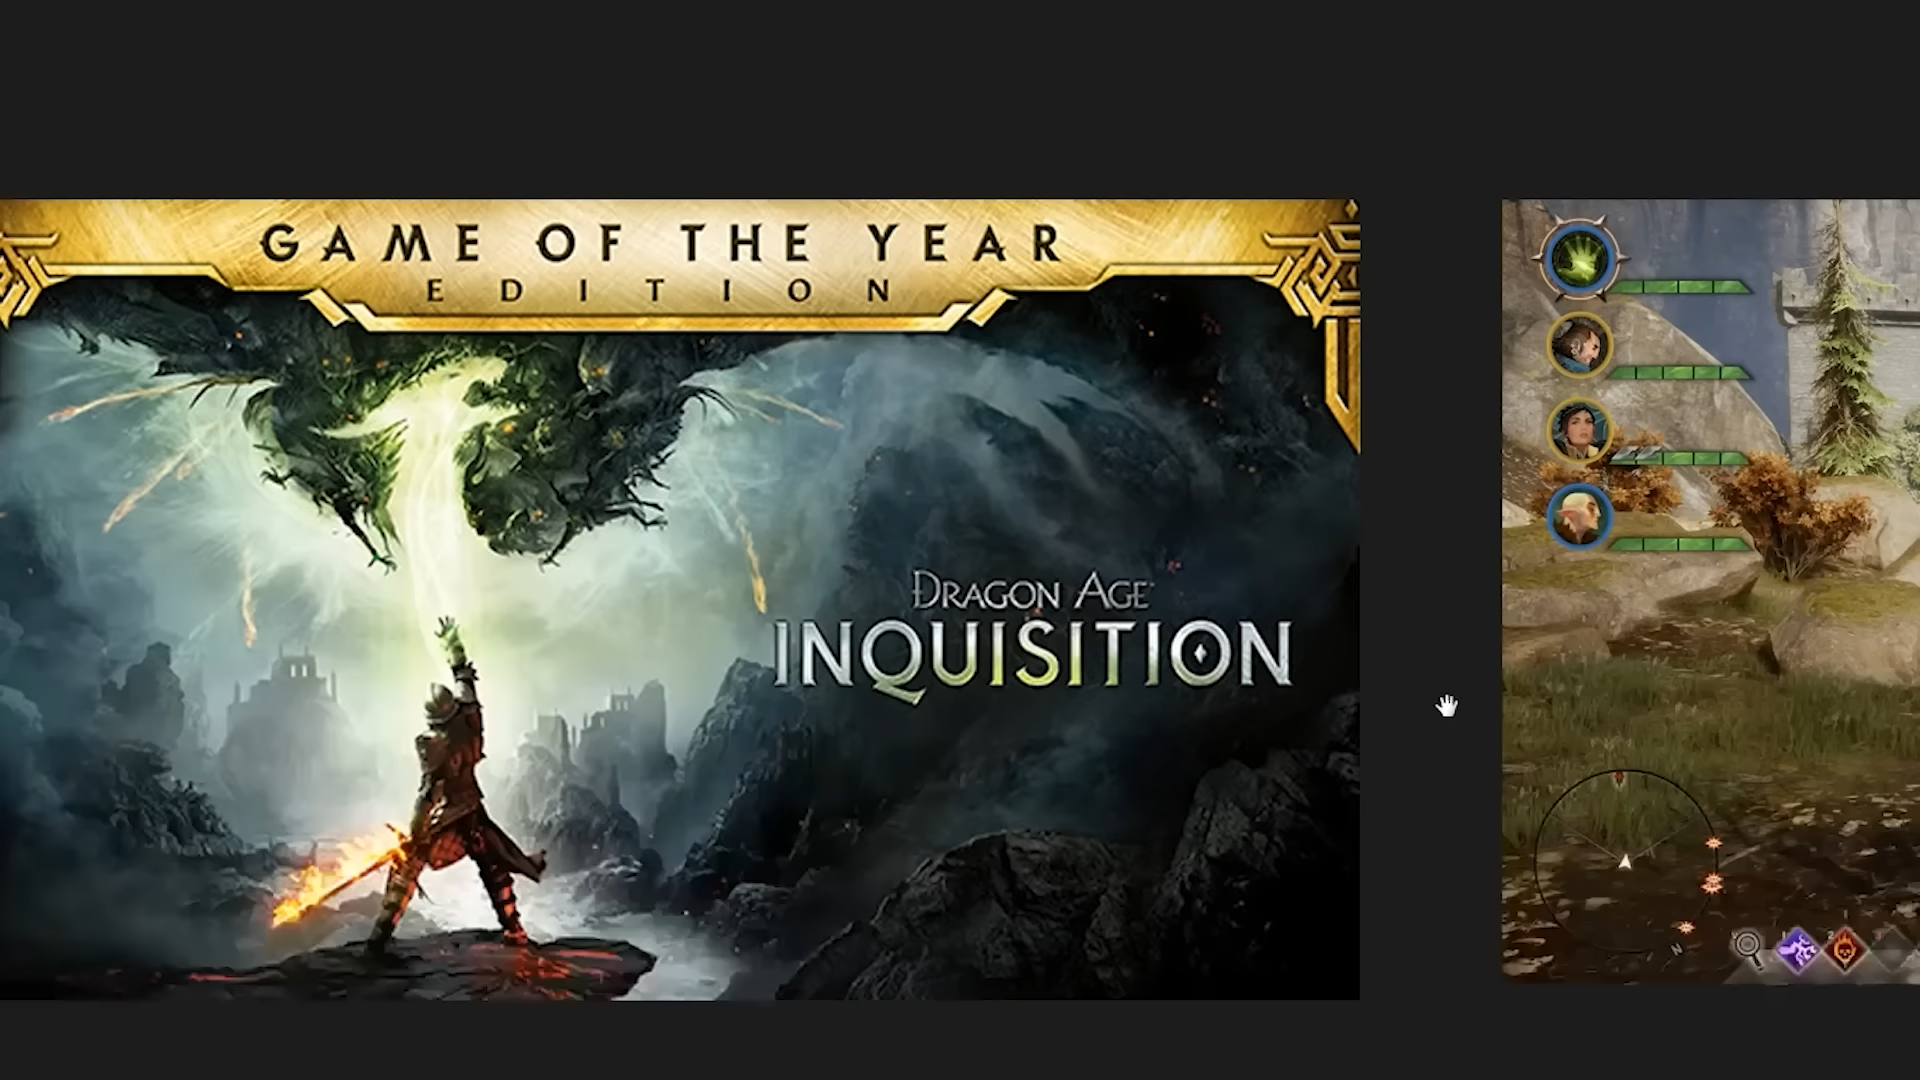 GAME OF THE YEAR
EDITION
DRAGON AGE
INQUISITION
N